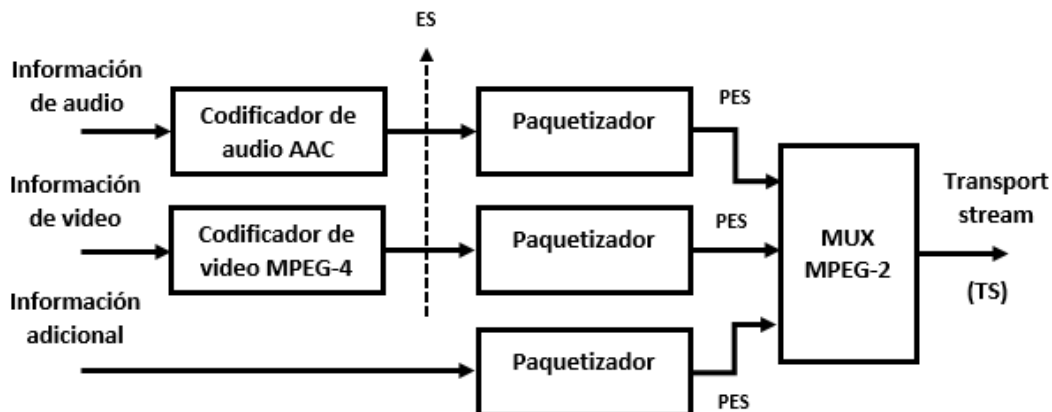 ES
Información
de audio
Codificador de
audio AAC
Paquetizador
PES
Información
de video
Codificador de
video MPEG-4
Paquetizador
PES
MUX
MPEG-2
Transport
stream
(TS)
Información
adicional
Paquetizador
PES